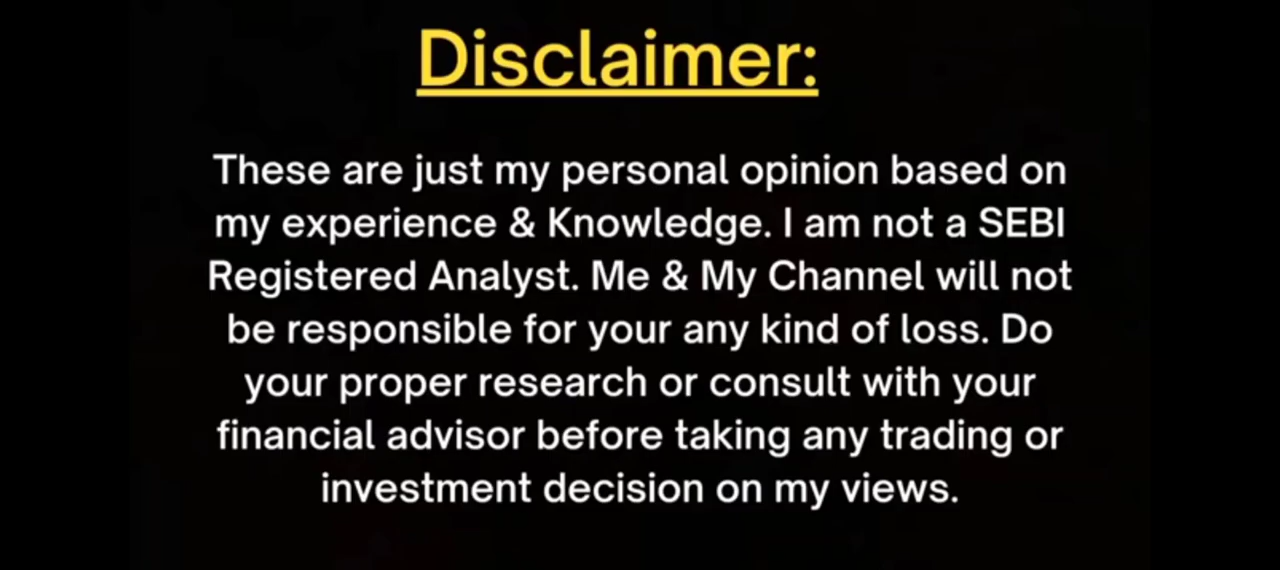 Disclaimer:
These are just my personal opinion based on
my experience & Knowledge. I am not a SEBI
Registered Analyst. Me & My Channel will not
be responsible for your any kind of loss. Do
your proper research or consult with your
financial advisor before taking any trading or
investment decision on my views.